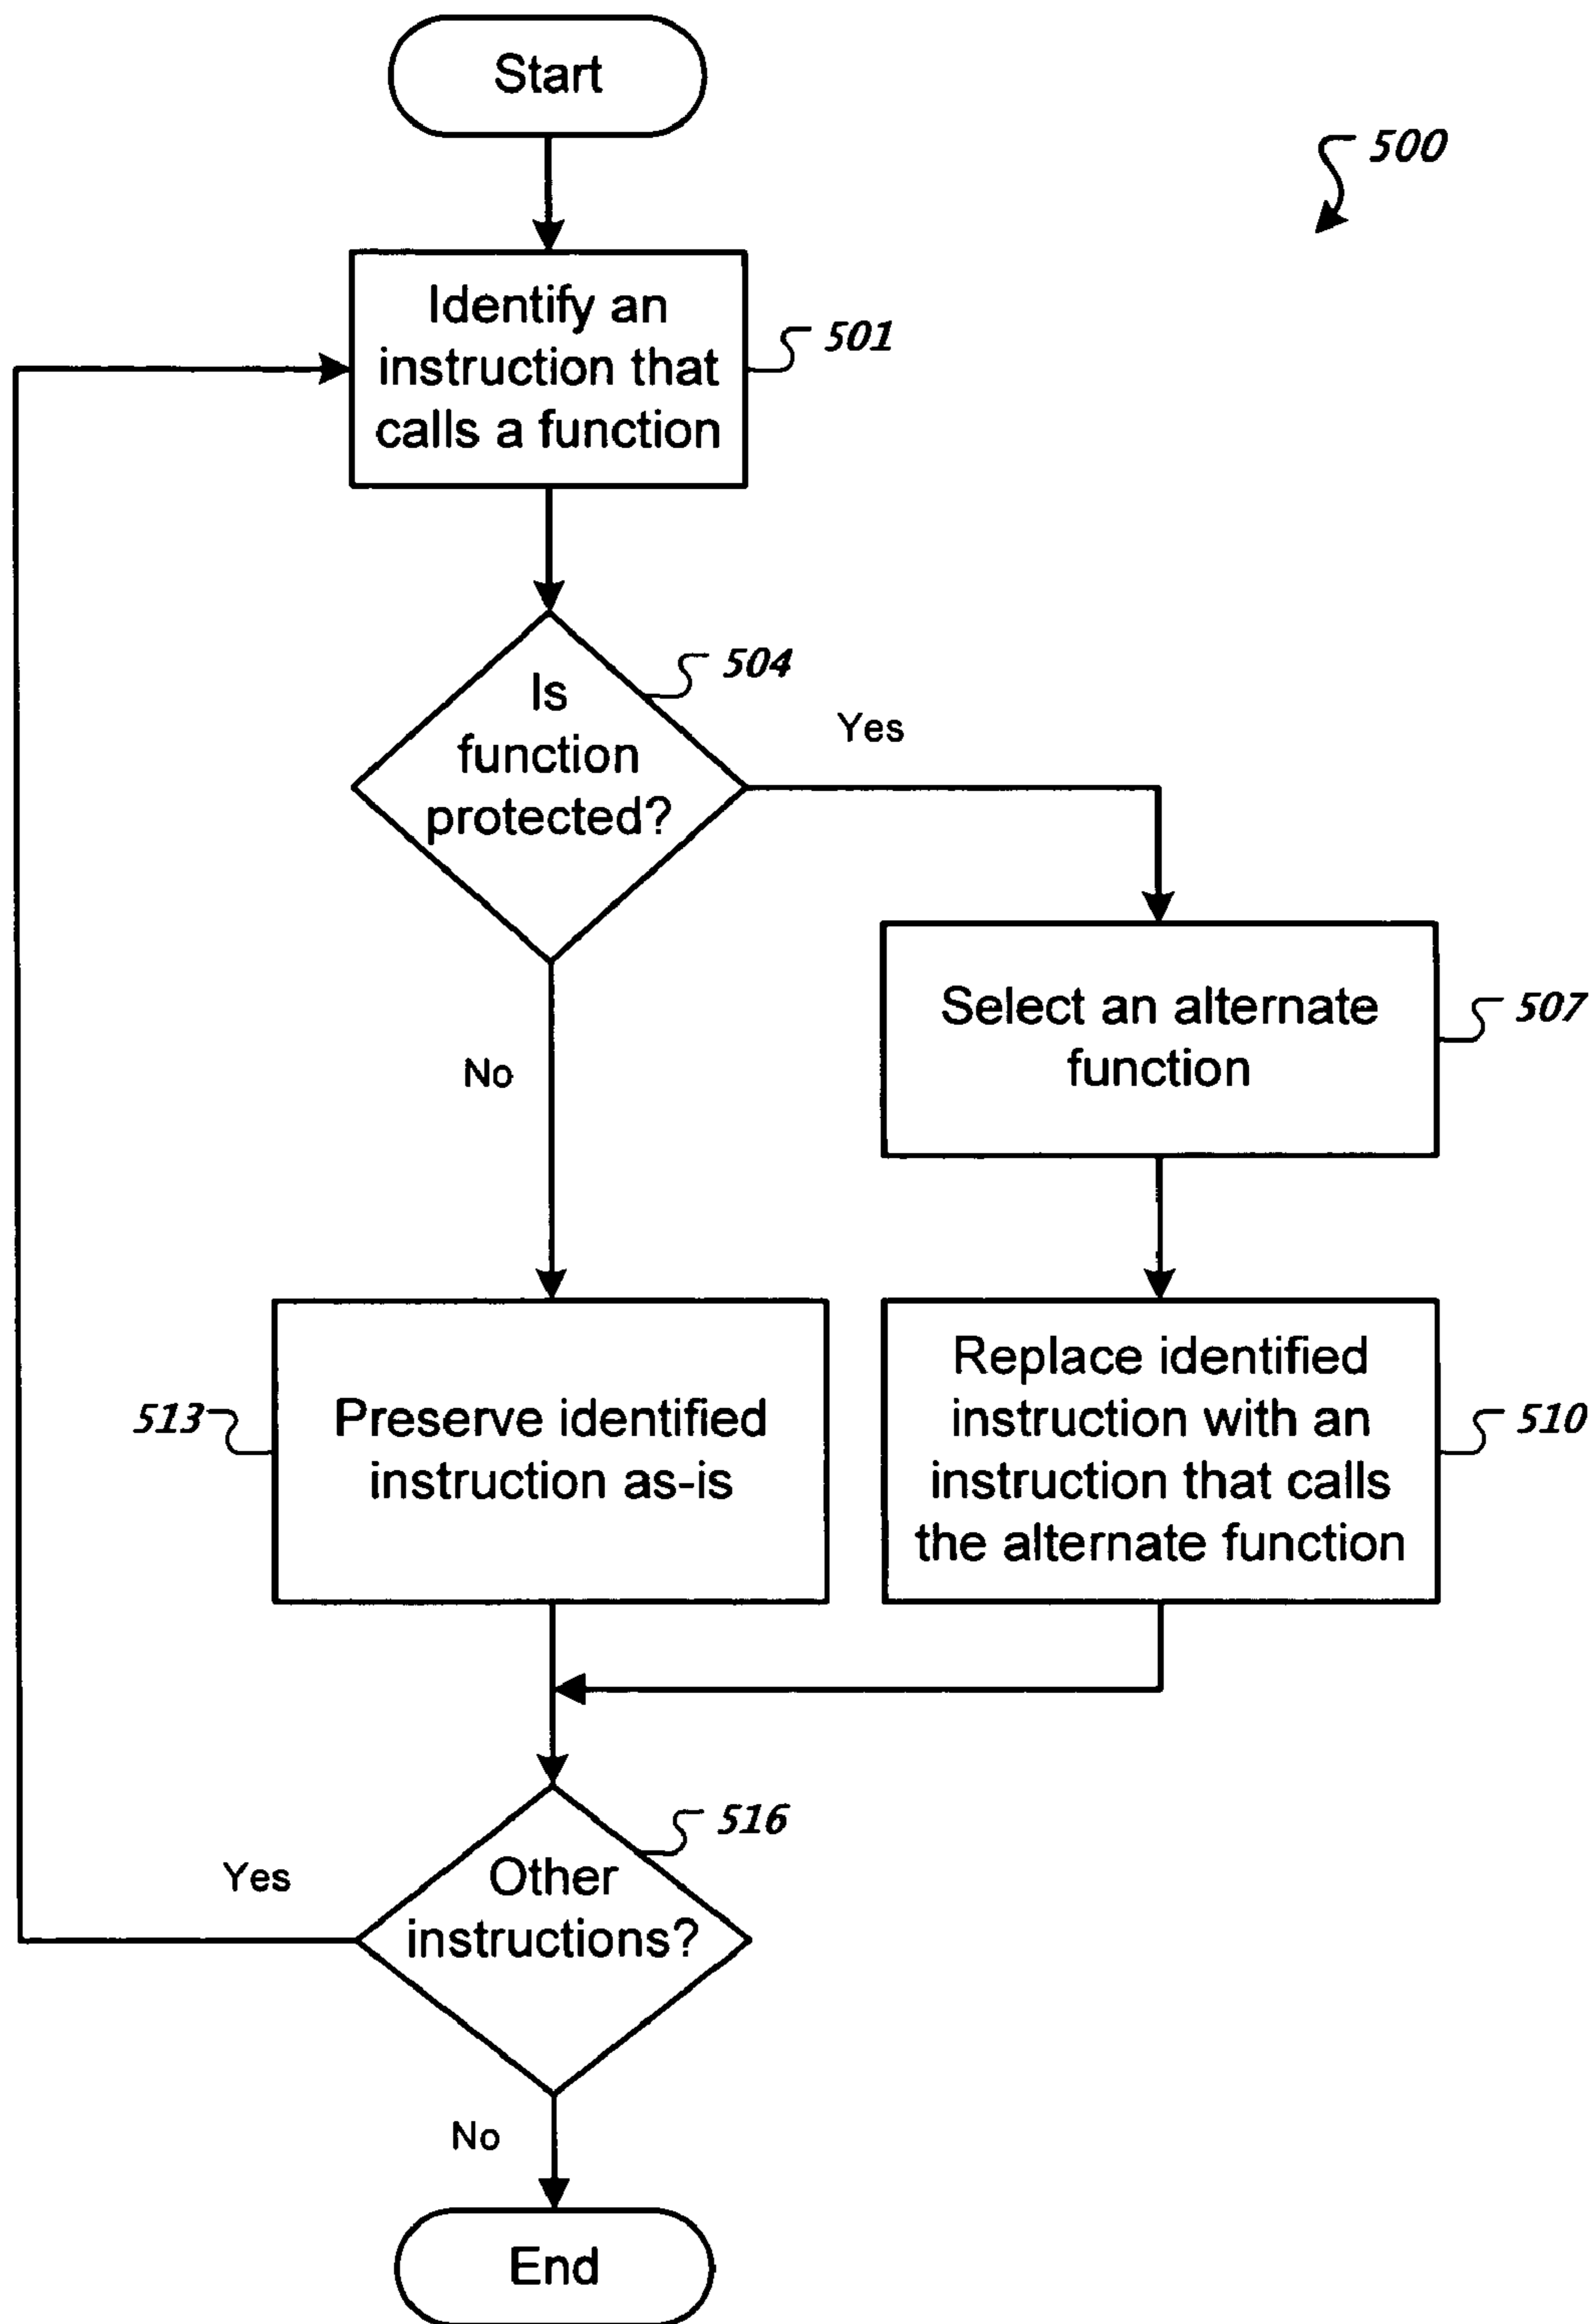 Start
500
Identify an
instruction that
calls a function
501
Is
function
protected?
504
Yes
No
Select an alternate
function
507
Preserve identified
instruction as-is
513
Replace identified
instruction with an
instruction that calls
the alternate function
510
Other
instructions?
516
Yes
No
End